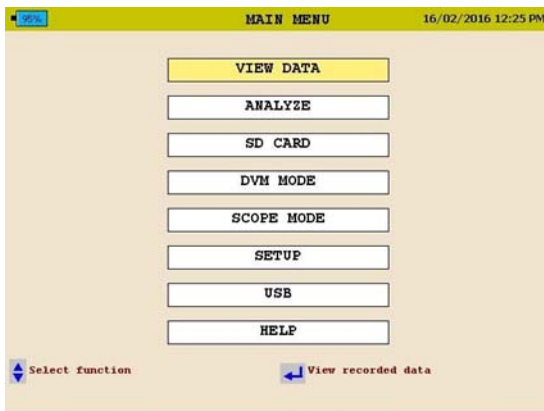 95% MAIN MENU 16/02/2016 12:25 PM
VIEW DATA
ANALYZE
SD CARD
DVM MODE
SCOPE MODE
SETUP
USB
HELP
Select function View recorded data